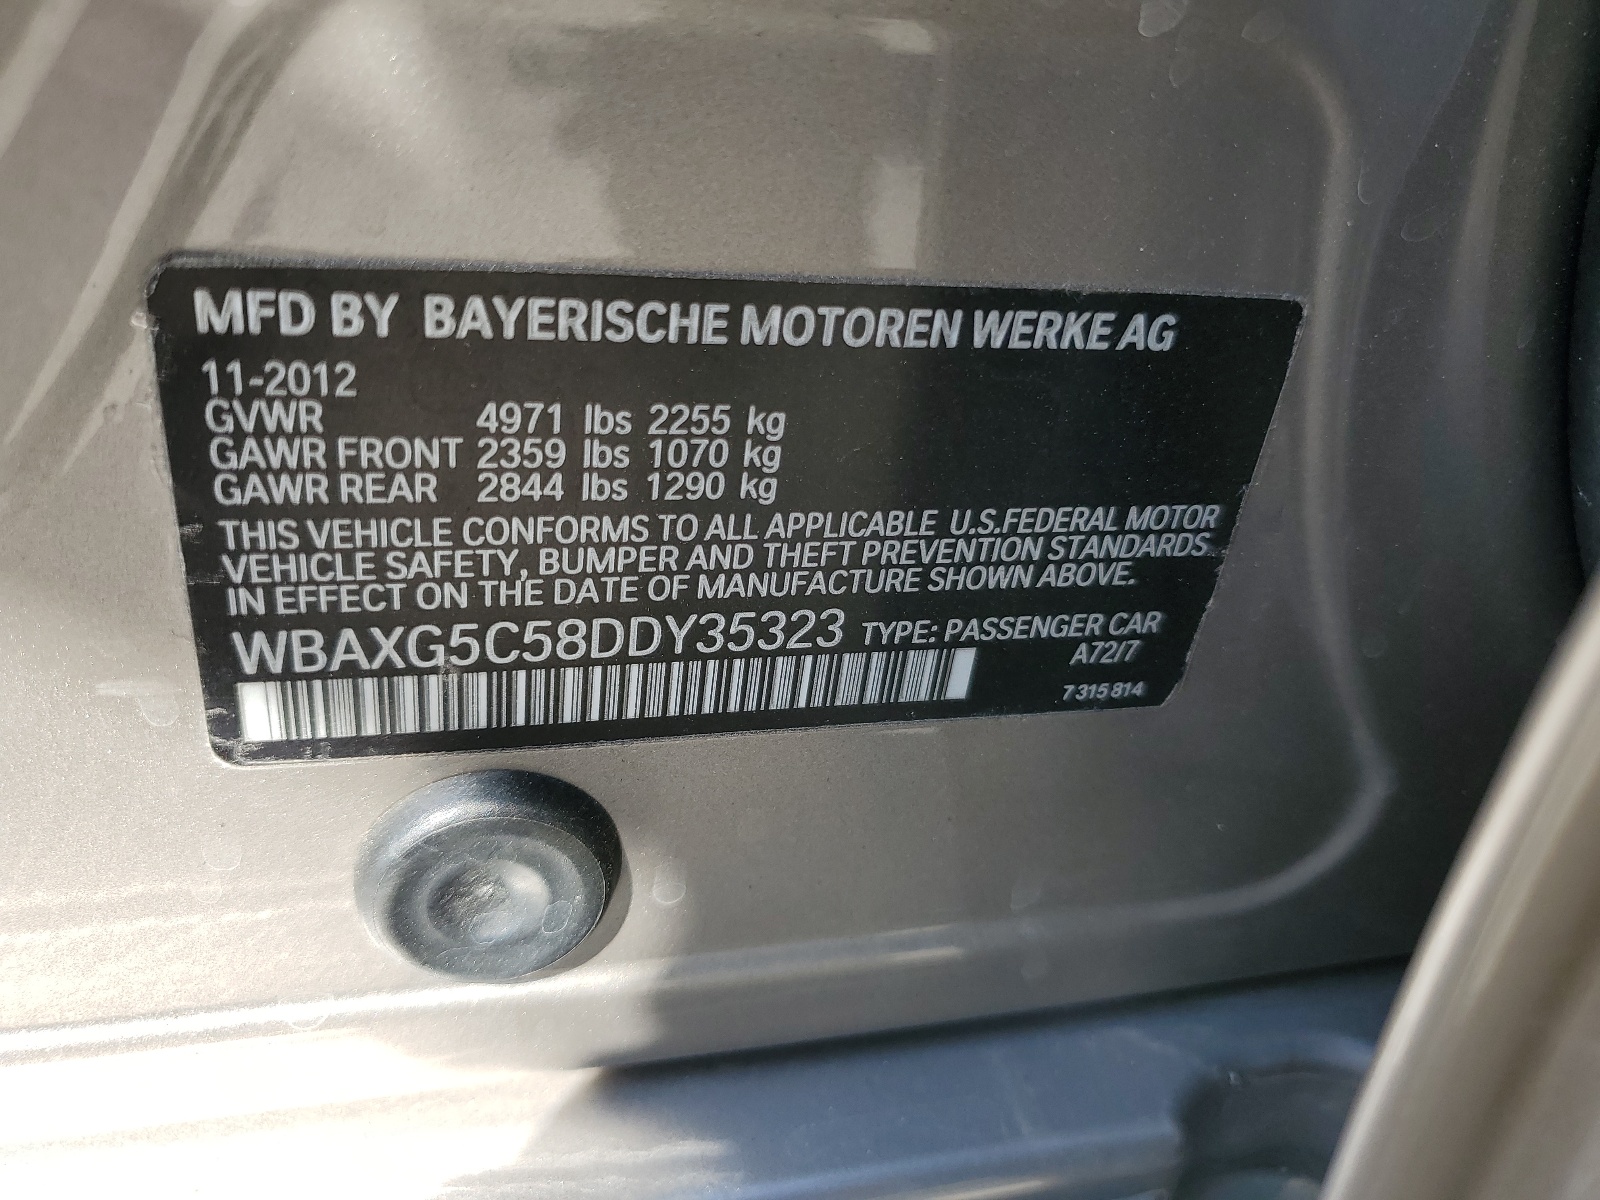 MFD BY BAYERISCHE MOTOREN WERKE AG
11-2012
GVWR 4971 lbs 2255 kg
GAWR FRONT 2359 lbs 1070 kg
GAWR REAR 2844 lbs 1290 kg
THIS VEHICLE CONFORMS TO ALL APPLICABLE U.S.FEDERAL MOTOR
VEHICLE SAFETY, BUMPER AND THEFT PREVENTION STANDARDS
IN EFFECT ON THE DATE OF MANUFACTURE SHOWN ABOVE.
WBAXG5C58DDY35323 TYPE: PASSENGER CAR
A72/7
7 315 814